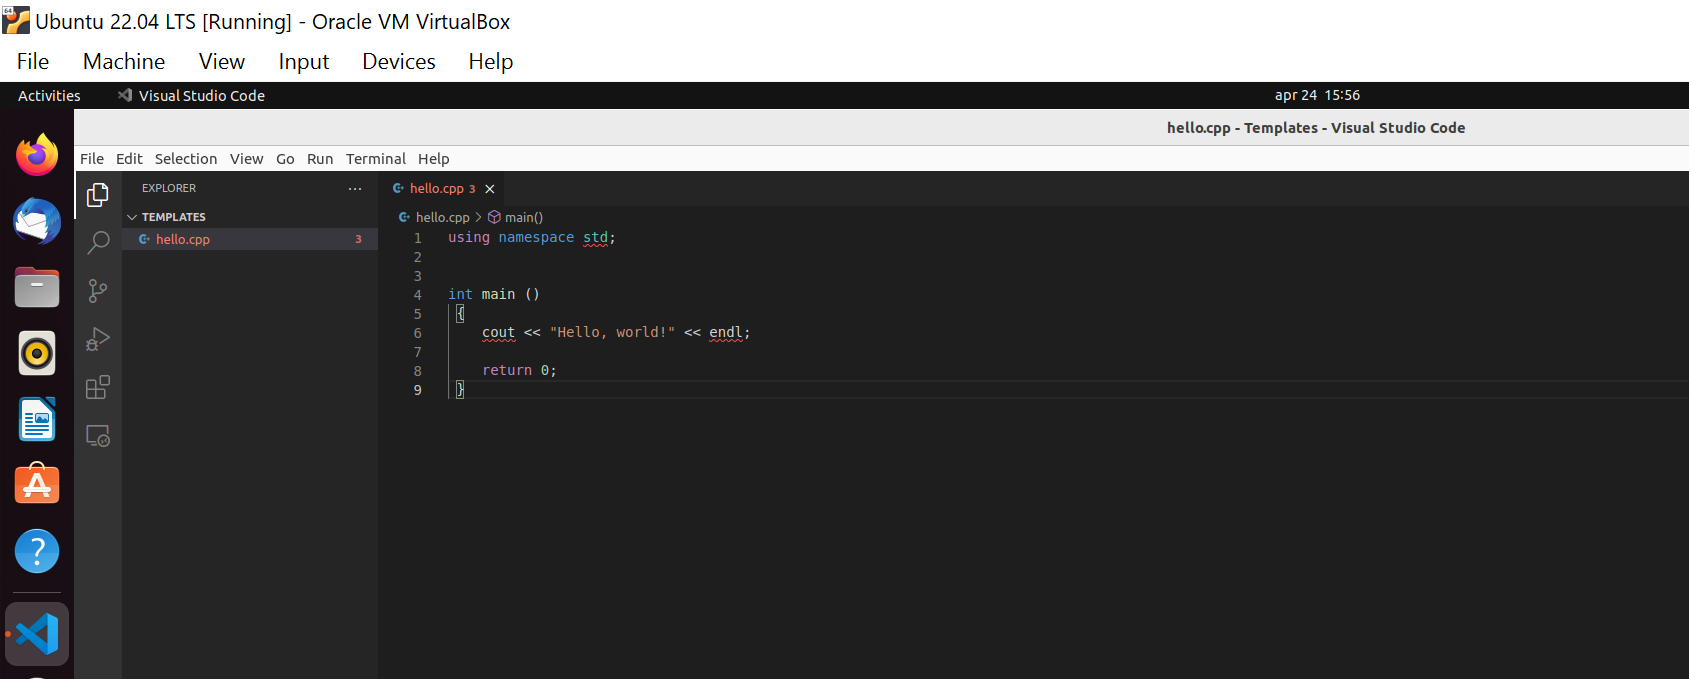 64
Ubuntu 22.04 LTS [Running] - Oracle VM VirtualBox
File Machine View Input Devices Help
Activities Visual Studio Code apr 24 15:56
hello.cpp - Templates - Visual Studio Code
File Edit Selection View Go Run Terminal Help
EXPLORER ...
TEMPLATES
hello.cpp 3
hello.cpp 3 ×
hello.cpp > main()
1 using namespace std;
2
3
4 int main ()
5 {
6 cout << "Hello, world!" << endl;
7
8 return 0;
9 }